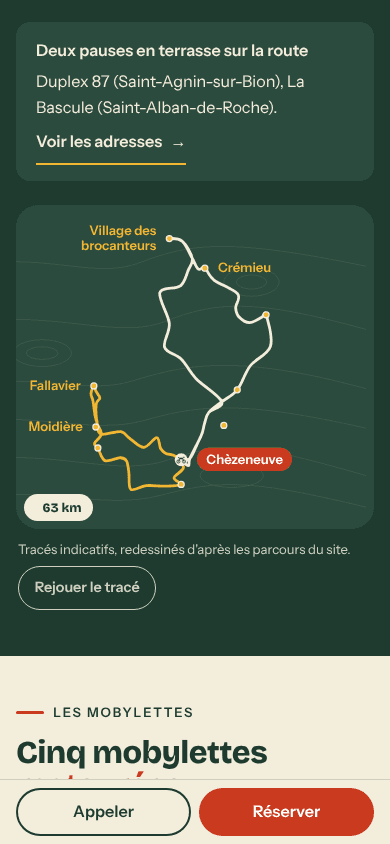 Deux pauses en terrasse sur la route
Duplex 87 (Saint-Agnin-sur-Bion), La
Bascule (Saint-Alban-de-Roche).
Voir les adresses →
Village des
brocanteurs
Crémieu
Fallavier
Moidière
Chèzeneuve
63 km
Tracés indicatifs, redessinés d'après les parcours du site.
Rejouer le tracé
LES MOBYLETTES
Cinq mobylettes
Appeler
Réserver